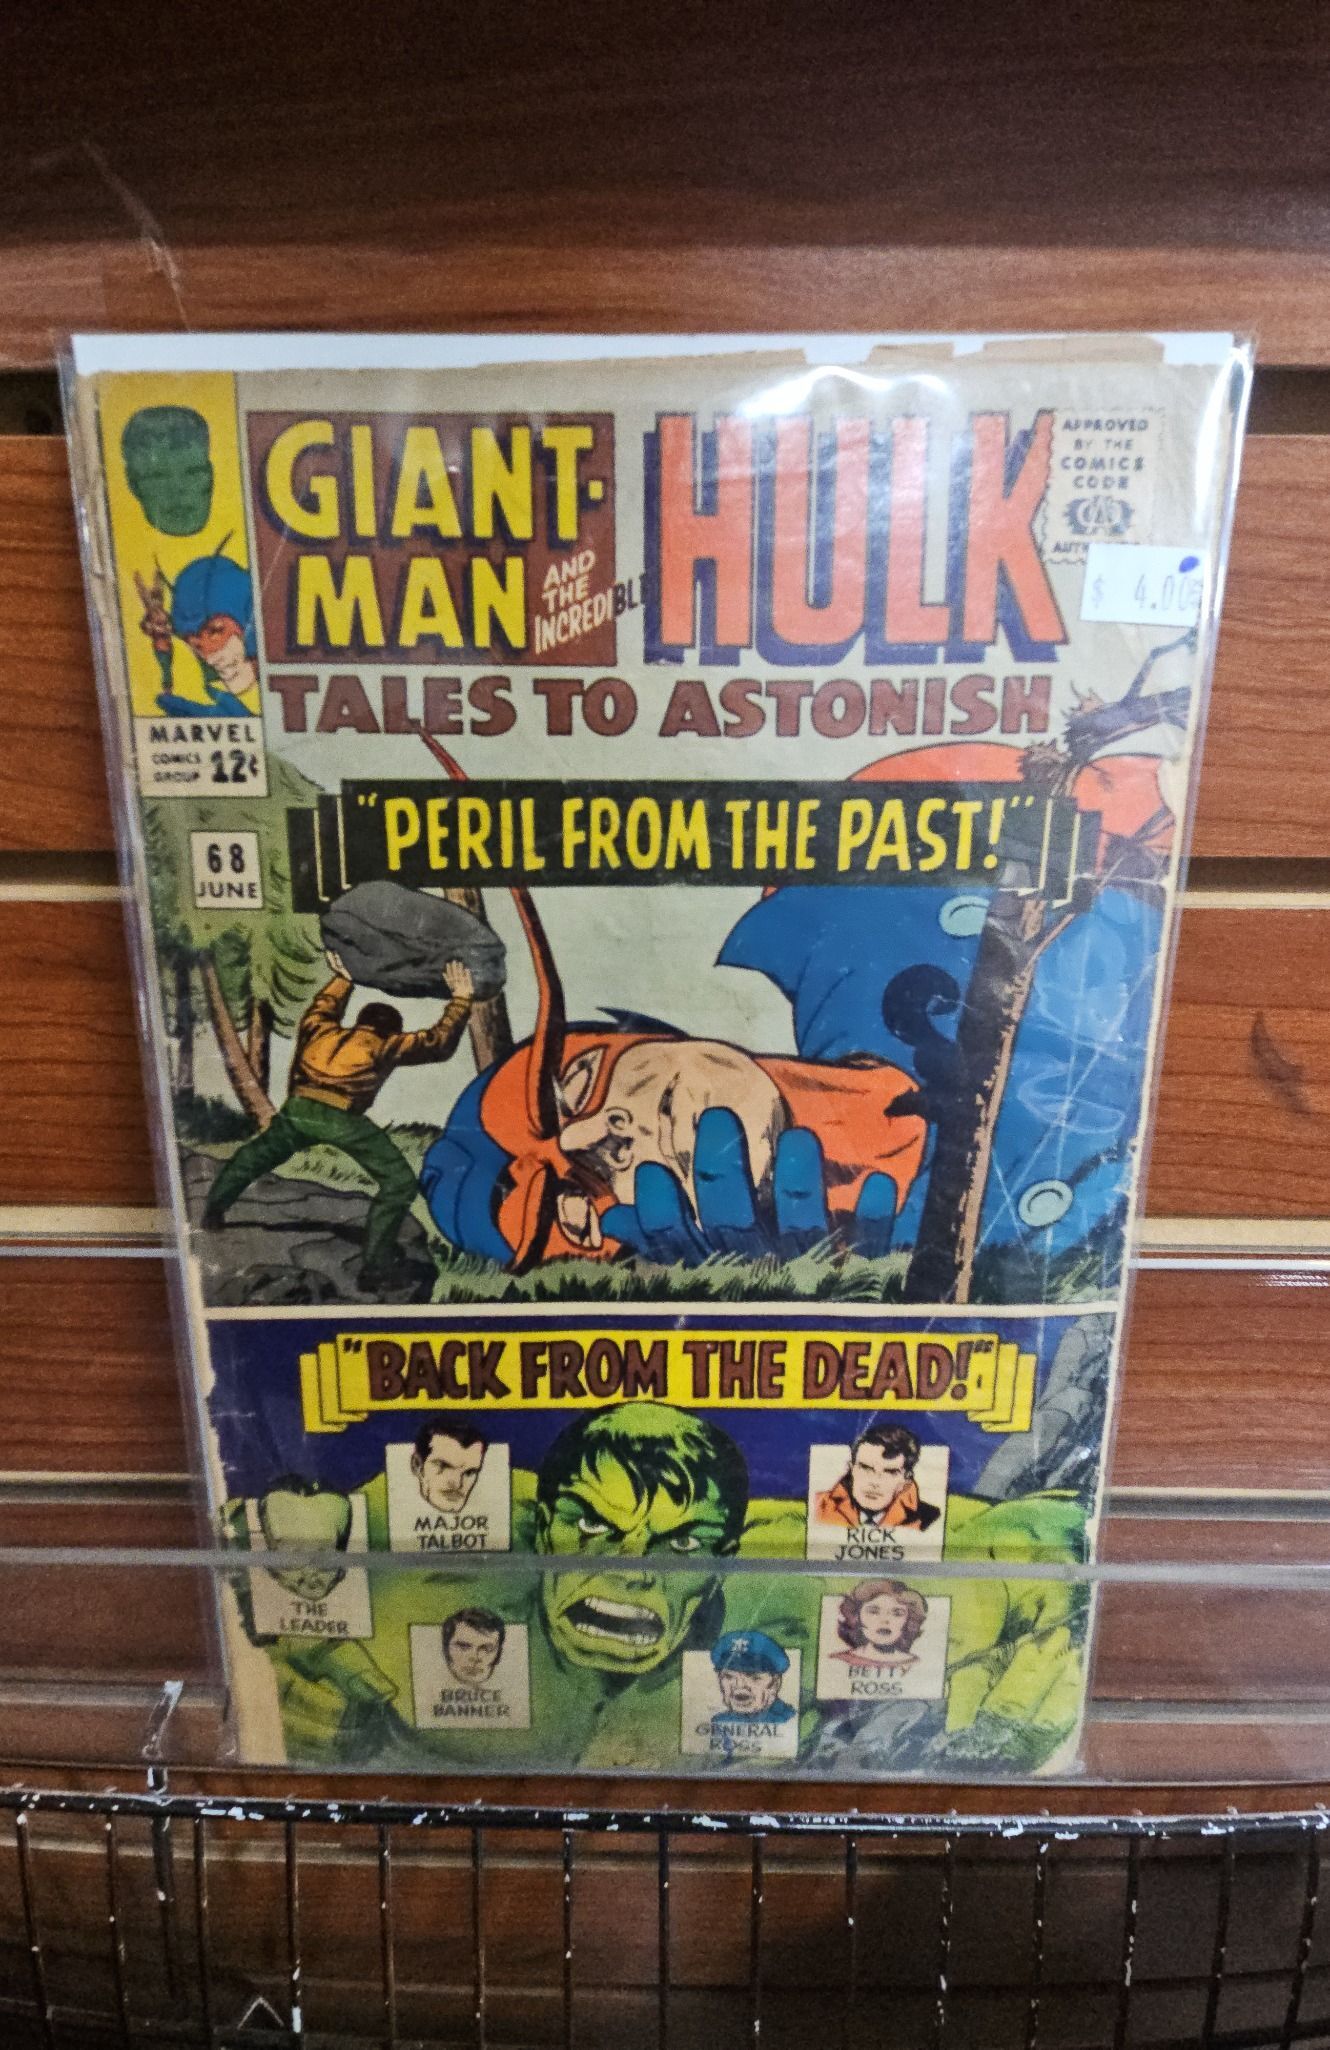 GIANT-
MAN
AND
THE
INCREDIBLE
HULK
TALES TO ASTONISH
APPROVED
BY THE
COMICS
CODE
CA
$ 4.00
MARVEL
COMICS
GROUP 12¢
68
JUNE
"PERIL FROM THE PAST!"
"BACK FROM THE DEAD!"
MAJOR
TALBOT
RICK
JONES
THE
LEADER
BRUCE
BANNER
GENERAL
ROSS
BETTY
ROSS